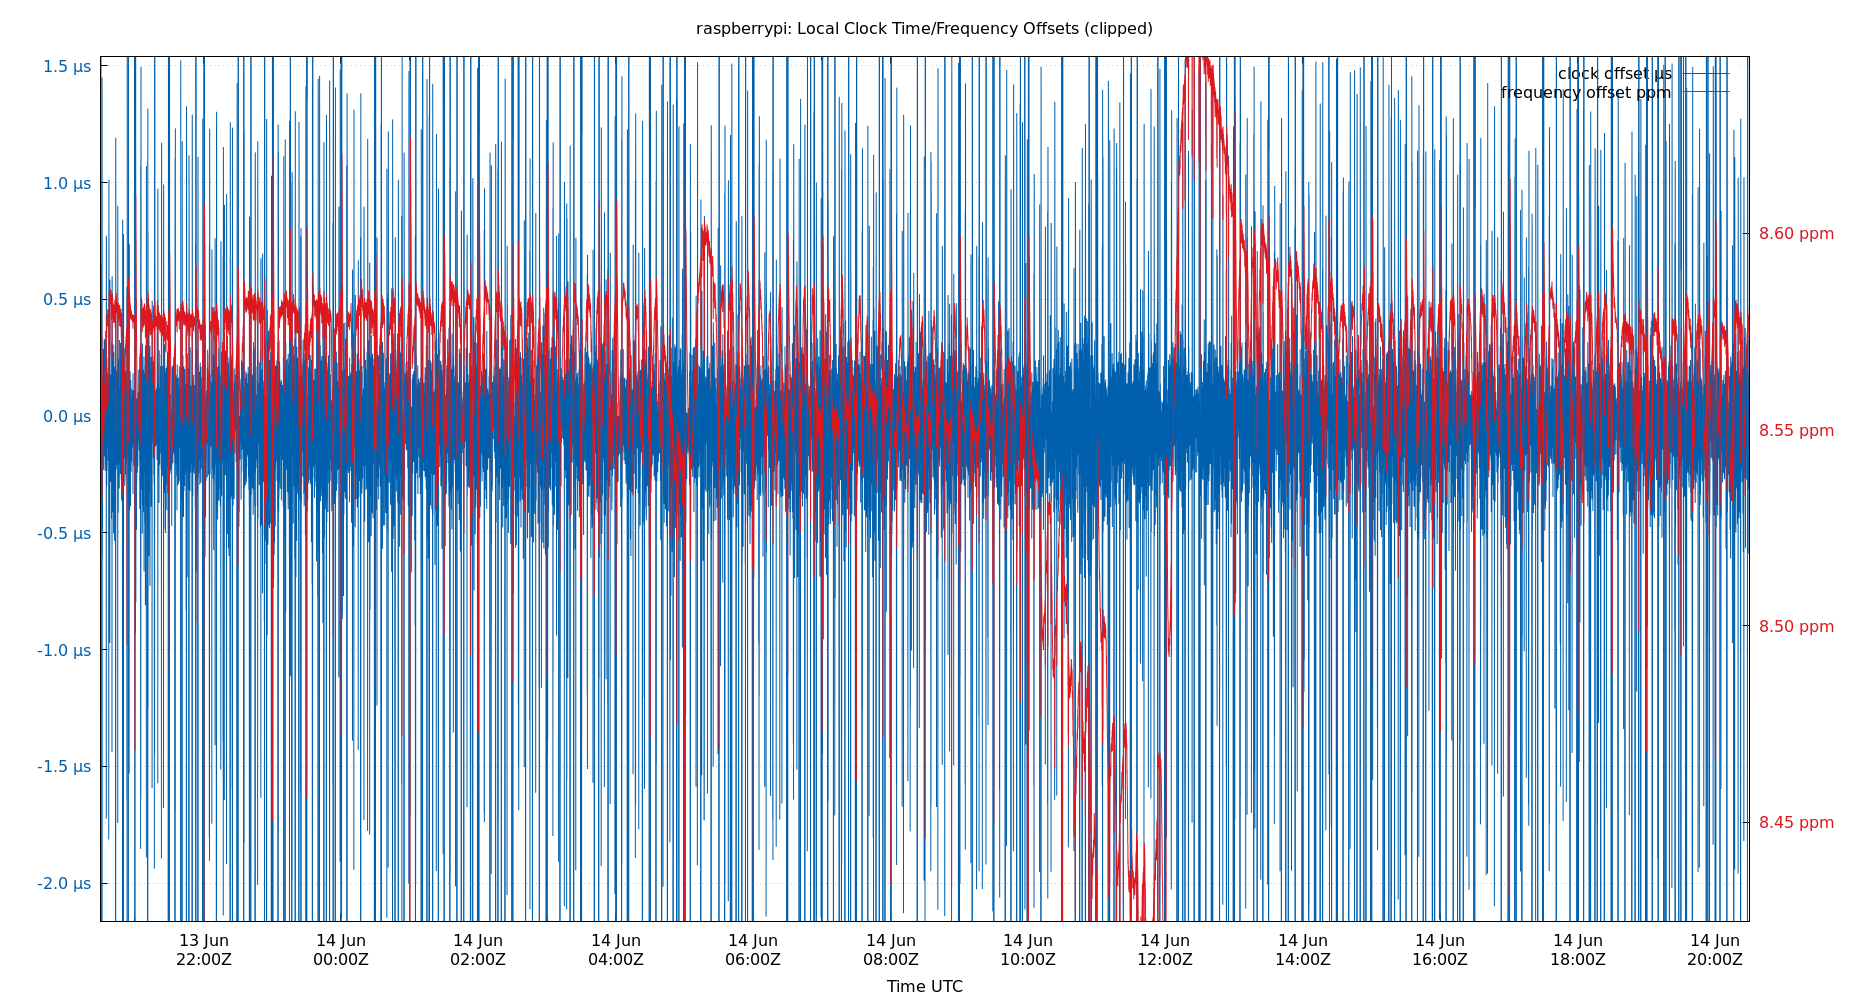 raspberrypi: Local Clock Time/Frequency Offsets (clipped)
1.5 µs
1.0 µs
0.5 µs
0.0 µs
-0.5 µs
-1.0 µs
-1.5 µs
-2.0 µs
clock offset µs
frequency offset ppm
8.60 ppm
8.55 ppm
8.50 ppm
8.45 ppm
13 Jun
22:00Z
14 Jun
00:00Z
14 Jun
02:00Z
14 Jun
04:00Z
14 Jun
06:00Z
14 Jun
08:00Z
14 Jun
10:00Z
14 Jun
12:00Z
14 Jun
14:00Z
14 Jun
16:00Z
14 Jun
18:00Z
14 Jun
20:00Z
Time UTC